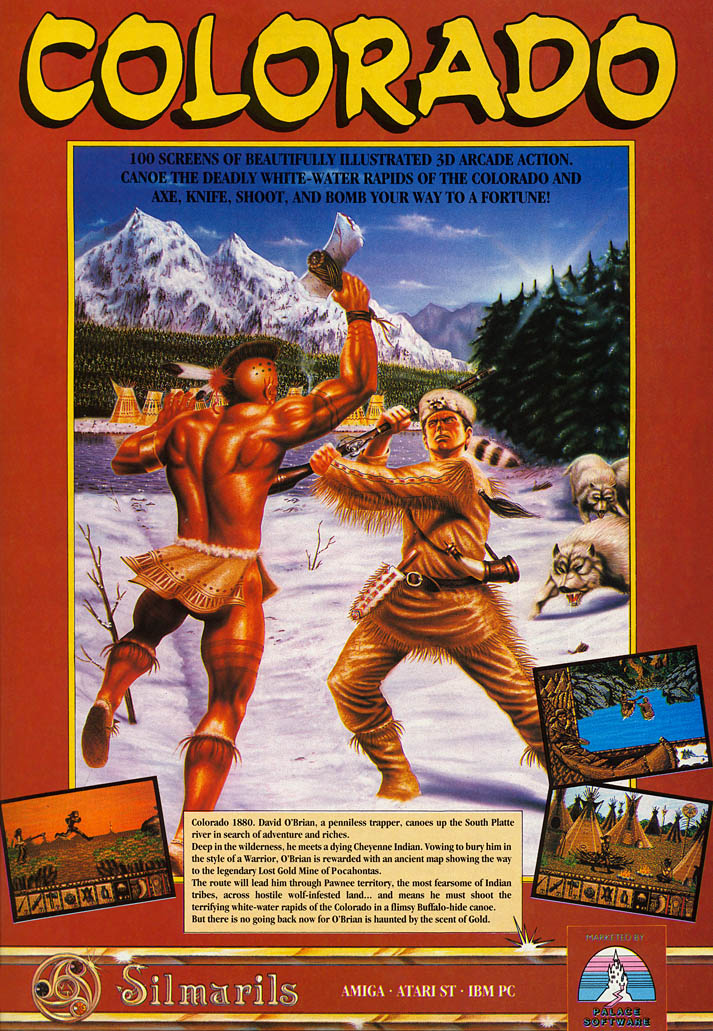 COLORADO
100 SCREENS OF BEAUTIFULLY ILLUSTRATED 3D ARCADE ACTION.
CANOE THE DEADLY WHITE-WATER RAPIDS OF THE COLORADO AND
AXE, KNIFE, SHOOT, AND BOMB YOUR WAY TO A FORTUNE!
Colorado 1880. David O'Brian, a penniless trapper, canoes up the South Platte
river in search of adventure and riches.
Deep in the wilderness, he meets a dying Cheyenne Indian. Vowing to bury him in
the style of a Warrior, O'Brian is rewarded with an ancient map showing the way
to the legendary Lost Gold Mine of Pocahontas.
The route will lead him through Pawnee territory, the most fearsome of Indian
tribes, across hostile wolf-infested land... and means he must shoot the
terrifying white-water rapids of the Colorado in a flimsy Buffalo-hide canoe.
But there is no going back now for O'Brian is haunted by the scent of Gold.
Silmarils
AMIGA · ATARI ST · IBM PC
MARKETED BY
PALACE
SOFTWARE